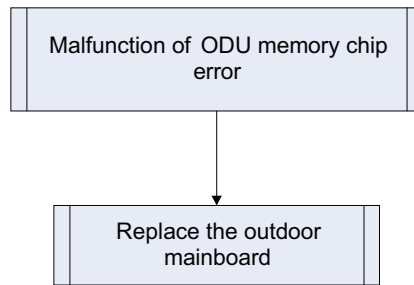 Malfunction of ODU memory chip
error
Replace the outdoor
mainboard